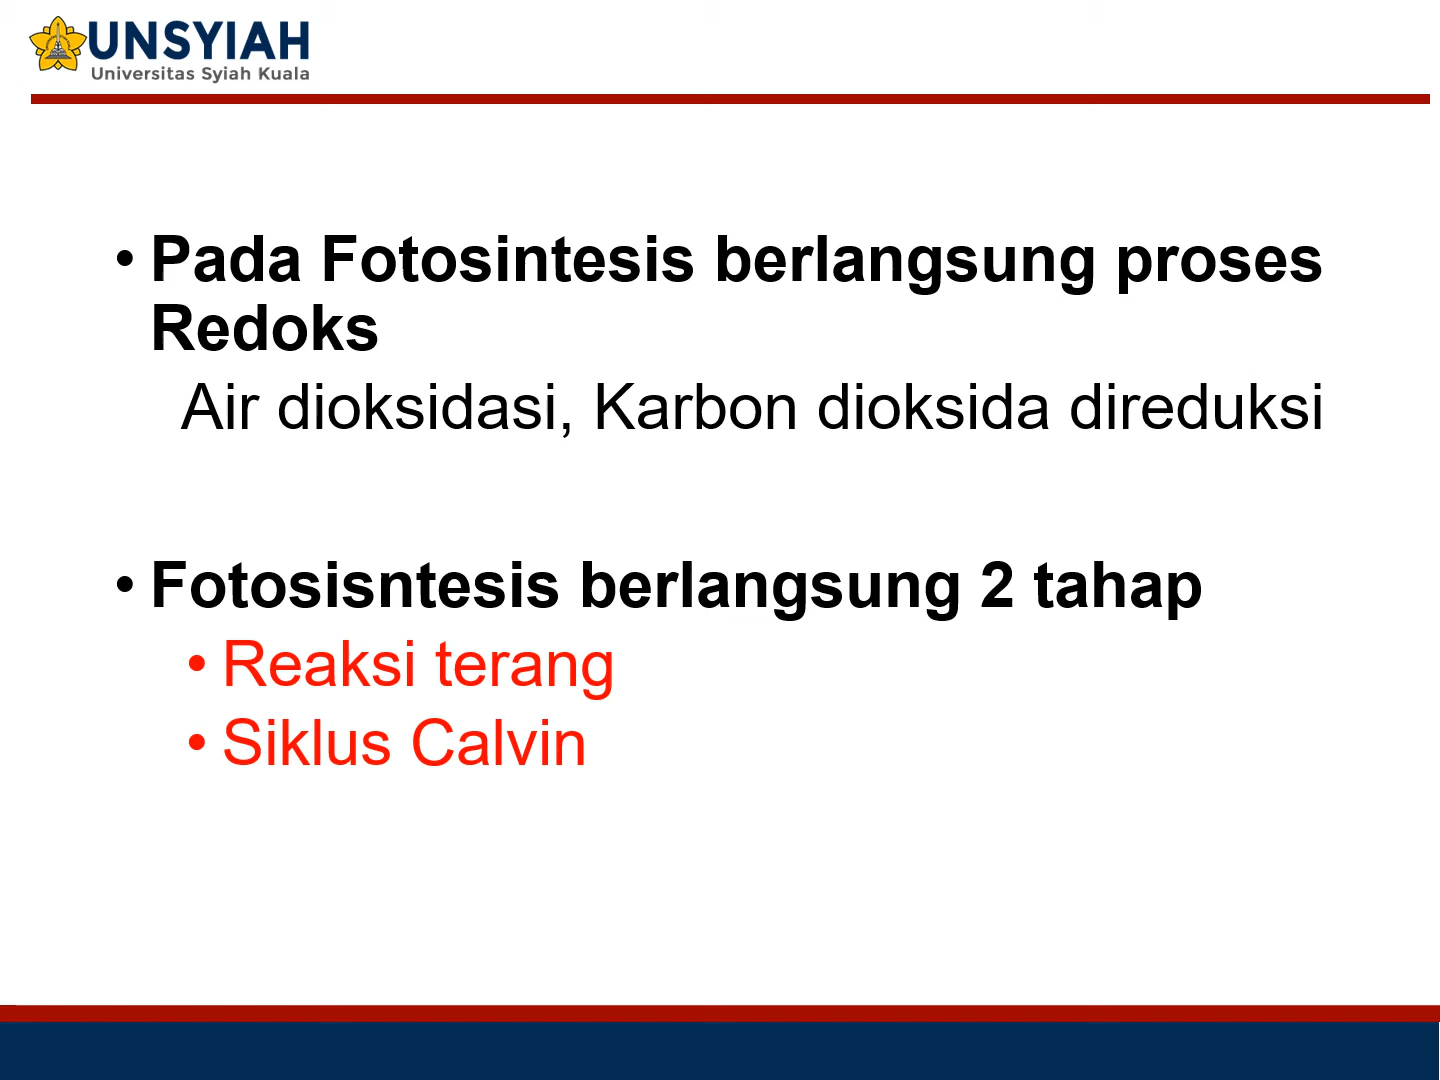 UNSYIAH
Universitas Syiah Kuala
• Pada Fotosintesis berlangsung proses
Redoks
Air dioksidasi, Karbon dioksida direduksi
• Fotosisntesis berlangsung 2 tahap
• Reaksi terang
• Siklus Calvin